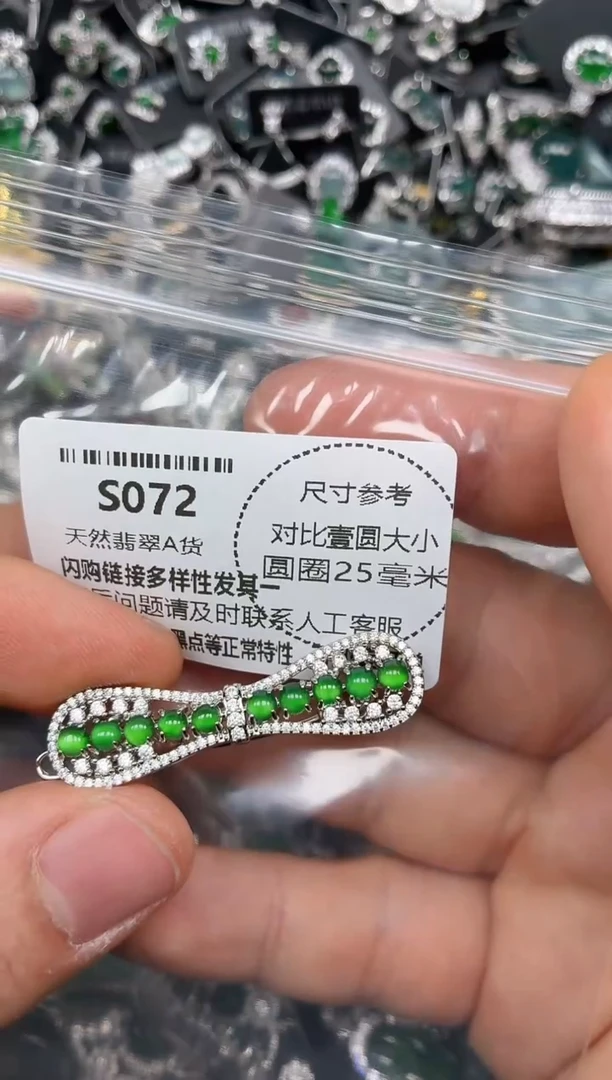 S072
天然翡翠A货
尺寸参考
对比壹圆大小
圆圈25毫米
闪购链接多样性发其一
后问题请及时联系人工客服
黑点等正常特性